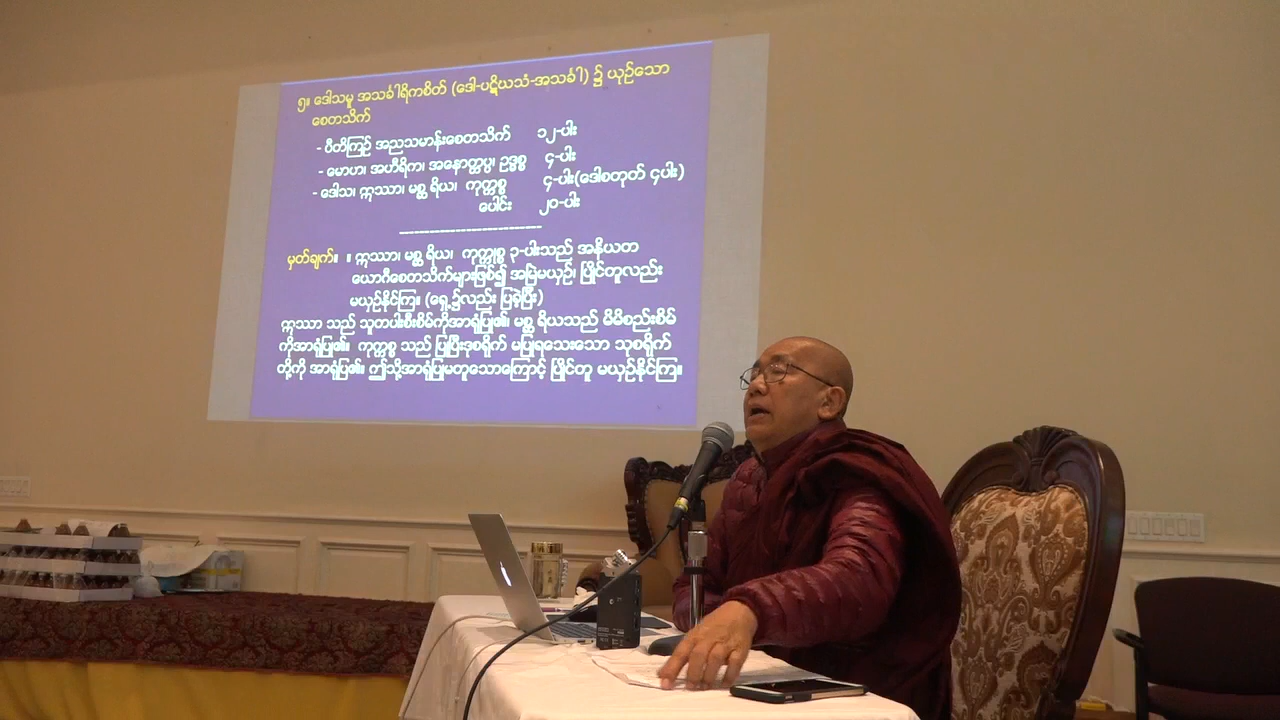 ၅။ ဒေါသမူ အသင်္ခါရိကစိတ် (ဒေါ-ပဋိဃသံ-အသင်္ခါ) ၌ ယှဉ်သော
စေတသိက်
- ပီတိကြဉ် အညသမာန်းစေတသိက် ၁၂-ပါး
- မောဟ၊ အဟီရိက၊ အနောတ္တပ္ပ၊ ဥဒ္ဓစ္စ ၄-ပါး
- ဒေါသ၊ ဣဿာ၊ မစ္ဆ ရိယ၊ ကုက္ကုစ္စ ၄-ပါး(ဒေါစတုတ် ၄ပါး)
ပေါင်း ၂၀-ပါး
မှတ်ချက်။ ။ ဣဿာ၊ မစ္ဆ ရိယ၊ ကုက္ကုစ္စ ၃-ပါးသည် အနိယတ
ယောဂီစေတသိက်များဖြစ်၍ အမြဲမယှဉ်၊ ပြိုင်တူလည်း
မယှဉ်နိုင်ကြ။ (ရှေ့၌လည်း ပြခဲ့ပြီး)
ဣဿာ သည် သူတပါးစီးစိမ်ကိုအာရုံပြု၏၊ မစ္ဆ ရိယသည် မိမိစည်းစိမ်
ကိုအာရုံပြု၏၊ ကုက္ကုစ္စ သည် ပြုပြီးဒုစရိုက် မပြုရသေးသော သုစရိုက်
တို့ကို အာရုံပြု၏၊ ဤသို့အာရုံပြုမတူသောကြောင့် ပြိုင်တူ မယှဉ်နိုင်ကြ။